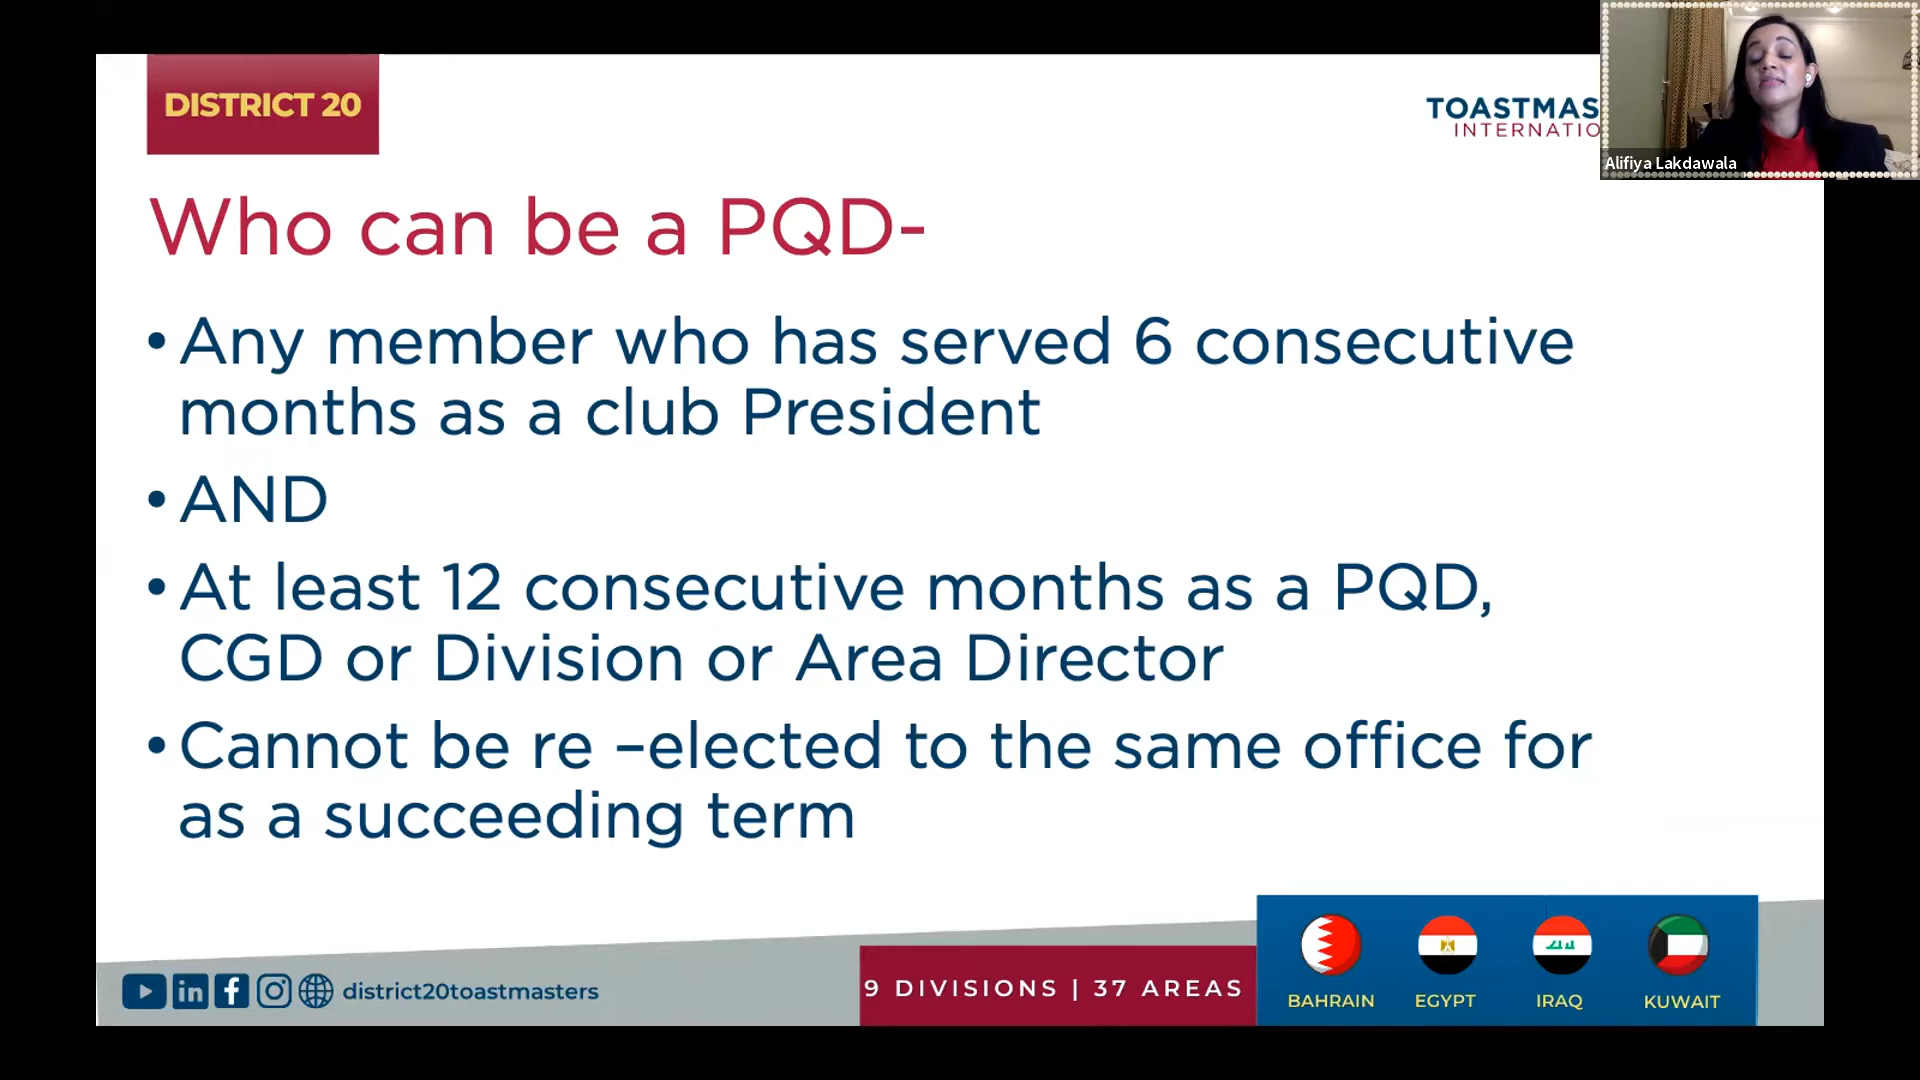 DISTRICT 20
TOASTMAS
INTERNATIO
Alifiya Lakdawala
Who can be a PQD-
• Any member who has served 6 consecutive
months as a club President
• AND
• At least 12 consecutive months as a PQD,
CGD or Division or Area Director
• Cannot be re –elected to the same office for
as a succeeding term
district20toastmasters
9 DIVISIONS | 37 AREAS
BAHRAIN EGYPT IRAQ KUWAIT